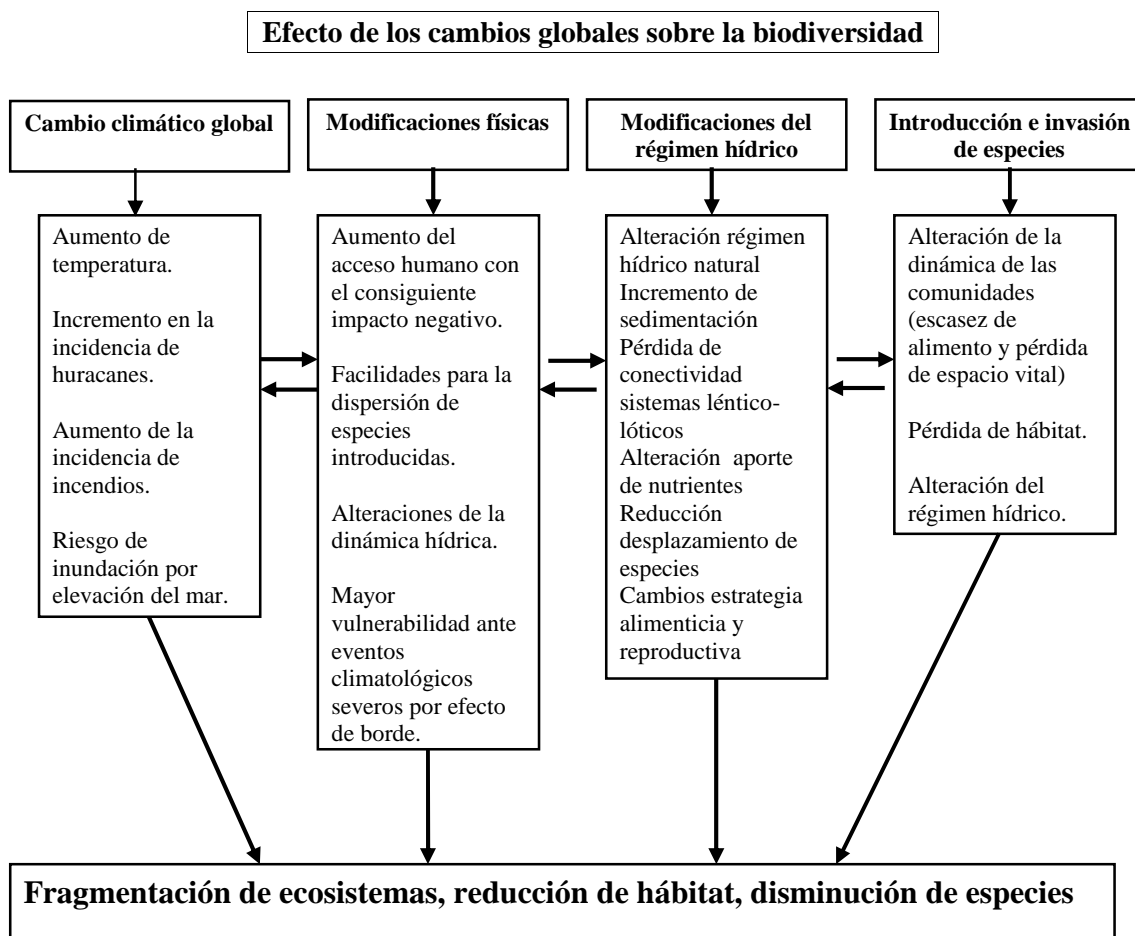 Efecto de los cambios globales sobre la biodiversidad
Cambio climático global
Modificaciones físicas
Modificaciones del
régimen hídrico
Introducción e invasión
de especies
Aumento de
temperatura.
Incremento en la
incidencia de
huracanes.
Aumento de la
incidencia de
incendios.
Riesgo de
inundación por
elevación del mar.
Aumento del
acceso humano con
el consiguiente
impacto negativo.
Facilidades para la
dispersión de
especies
introducidas.
Alteraciones de la
dinámica hídrica.
Mayor
vulnerabilidad ante
eventos
climatológicos
severos por efecto
de borde.
Alteración régimen
hídrico natural
Incremento de
sedimentación
Pérdida de
conectividad
sistemas léntico-
lóticos
Alteración aporte
de nutrientes
Reducción
desplazamiento de
especies
Cambios estrategia
alimenticia y
reproductiva
Alteración de la
dinámica de las
comunidades
(escasez de
alimento y pérdida
de espacio vital)
Pérdida de hábitat.
Alteración del
régimen hídrico.
Fragmentación de ecosistemas, reducción de hábitat, disminución de especies